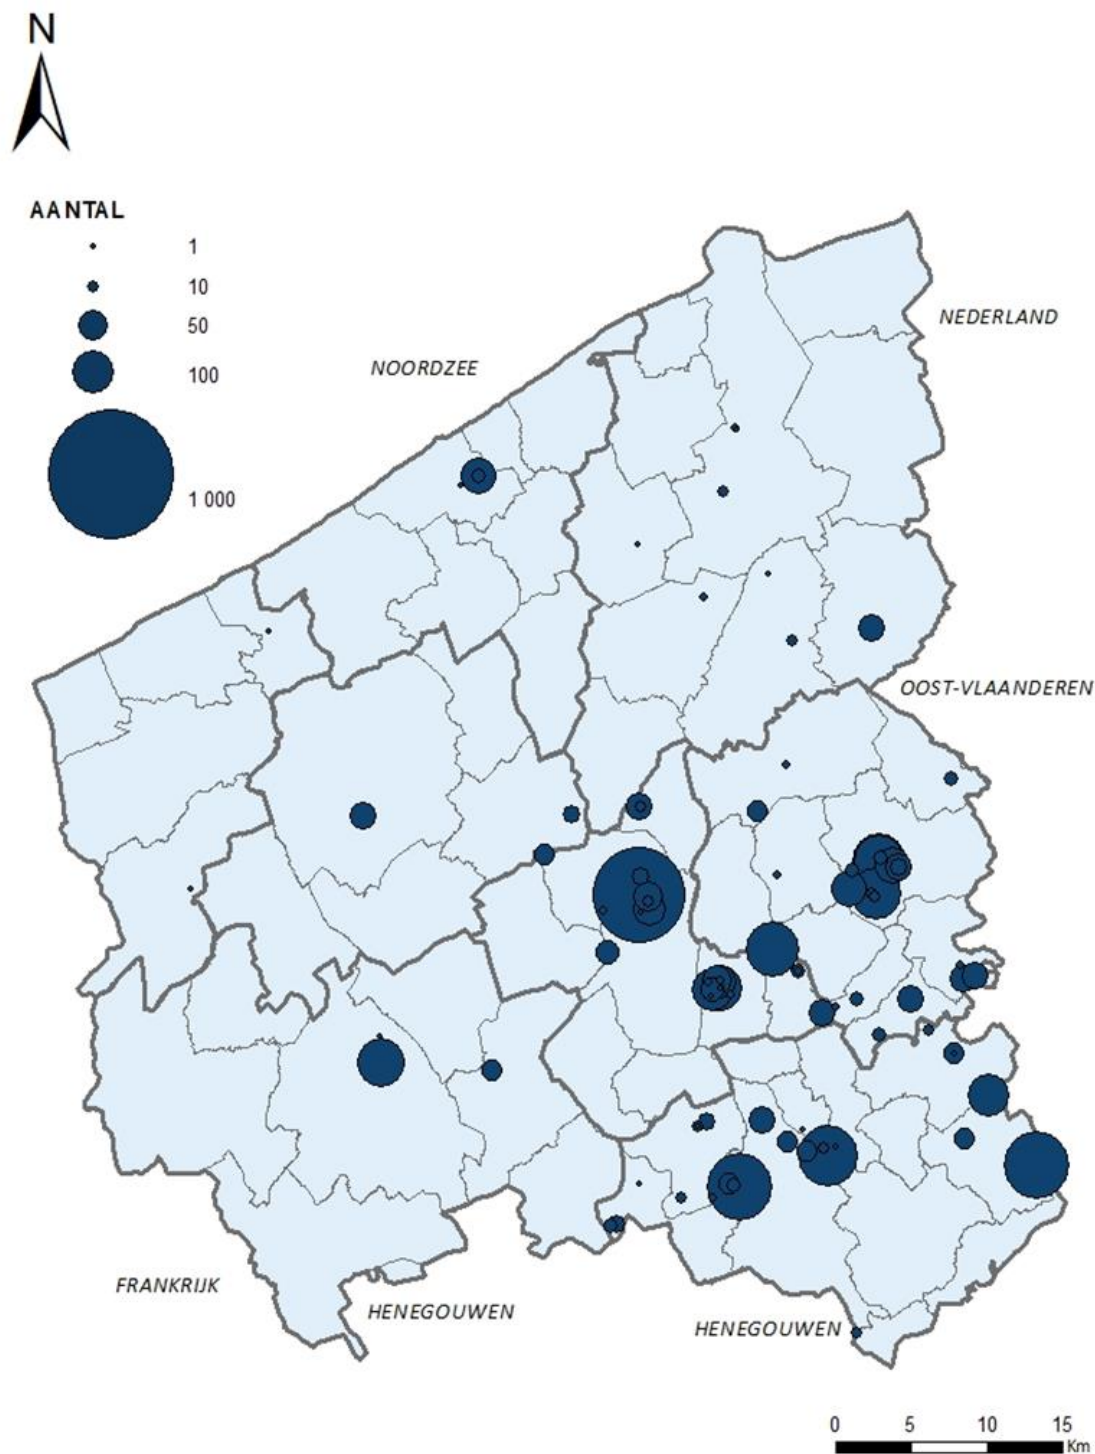 N
AANTAL
1
10
50
100
1 000
NOORDZEE
NEDERLAND
OOST-VLAANDEREN
FRANKRIJK
HENEGOUWEN
HENEGOUWEN
0 5 10 15
Km